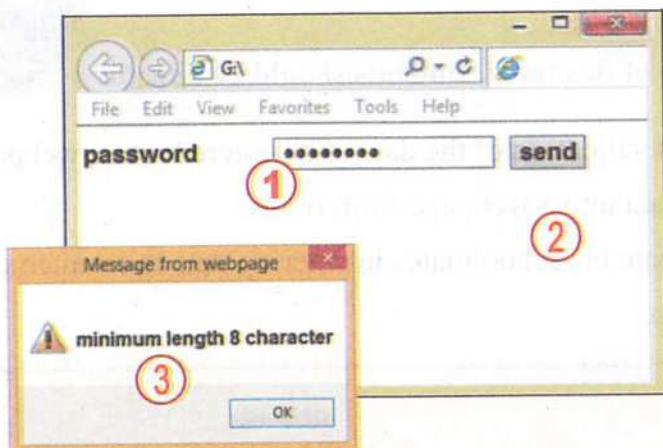 G:\
File Edit View Favorites Tools Help
password •••••••• send
1
2
Message from webpage
minimum length 8 character
3
OK